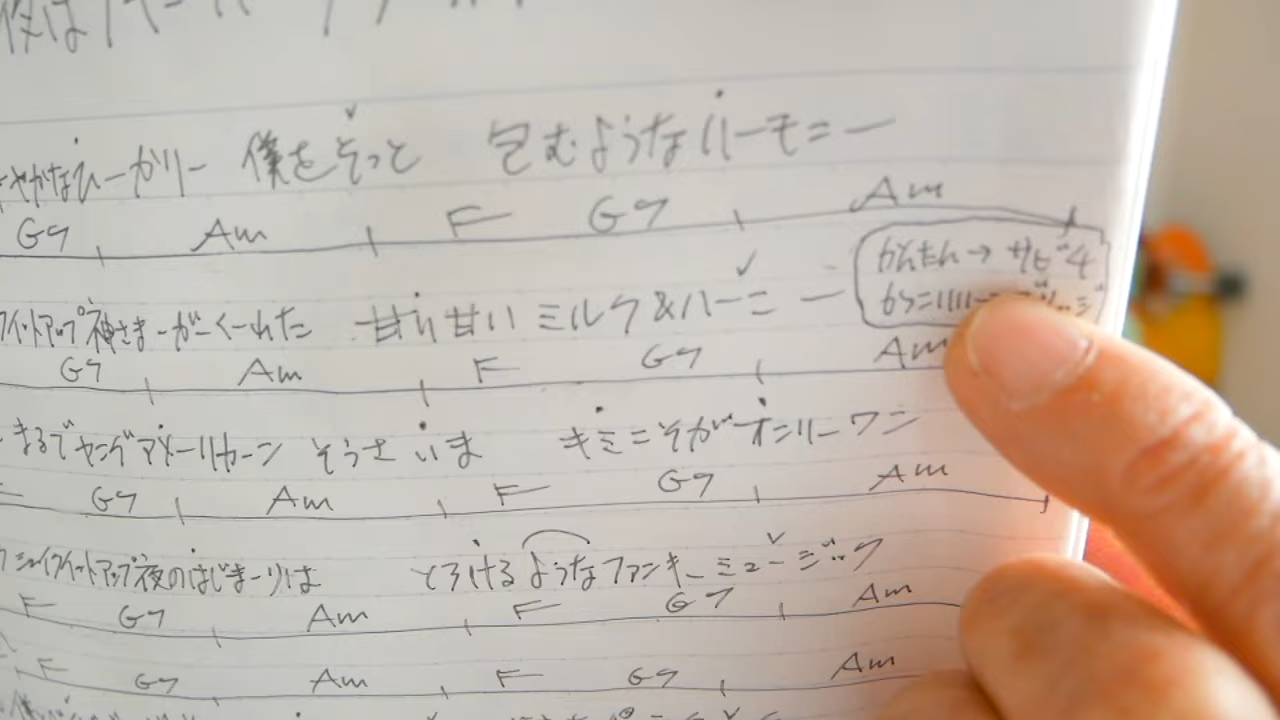 僕は
やかなひーかりー 僕をそっと 包むようなハーモニー
G7 Am F G7 Am
かんたん→サビ4
イットアップ神さまーがーくーれた 甘い甘いミルク&ハーニー
G7 Am F G7 Am
まるでヤングアメーリカーン そうさいま キミこそがオンリーワン
G7 Am F G7 Am
イットアップ夜のはじまーりは とろけるようなファンキーミュージック
F G7 Am F G7 Am
F G7 Am F G7 Am